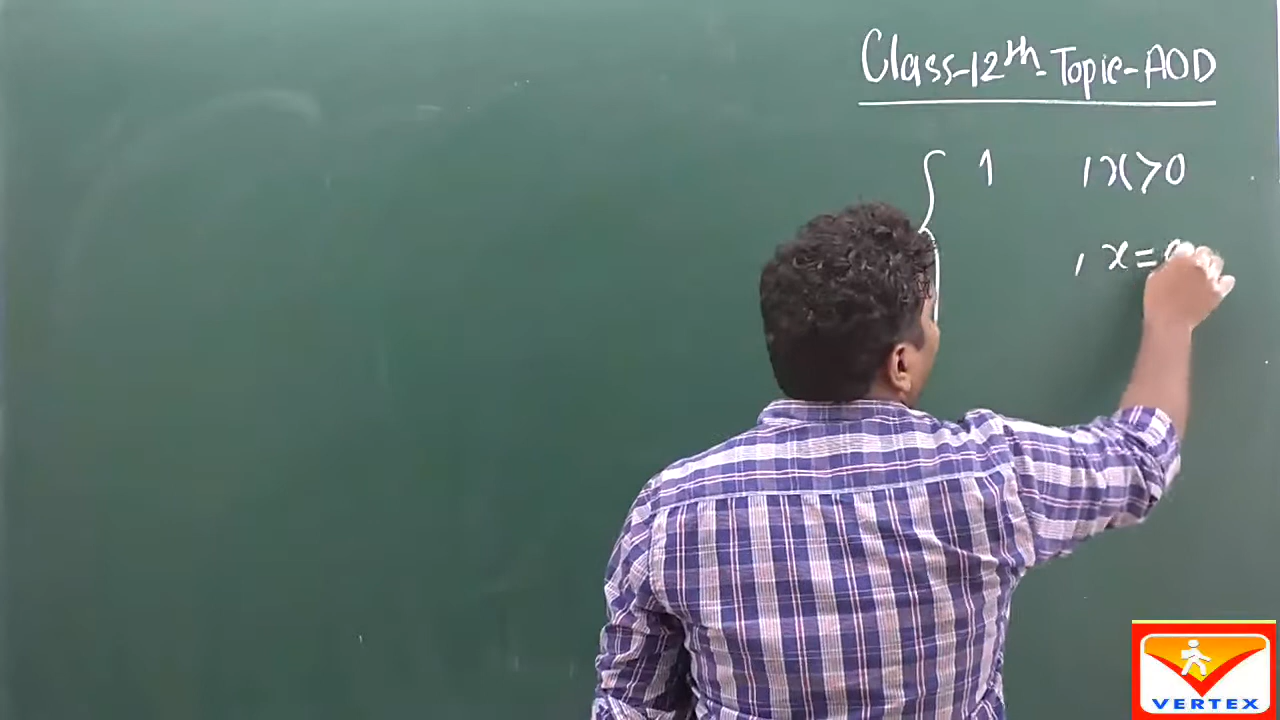 Class-12th-Topic-AOD
{ 1 , x>0
, x=
VERTEX